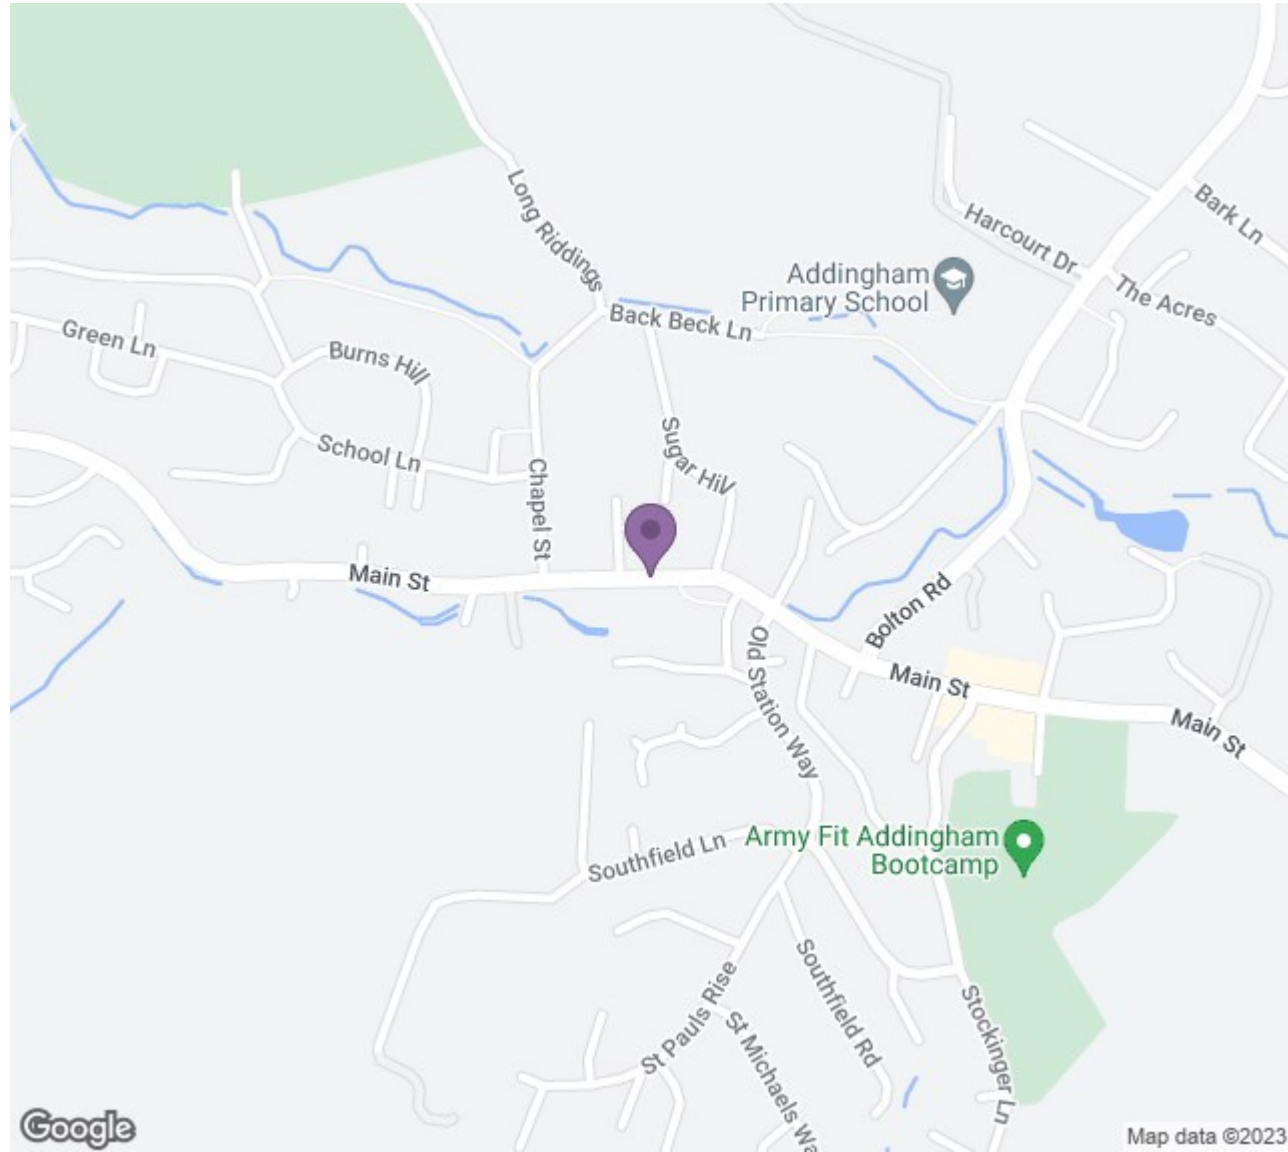 Long Riddings
Harcourt Dr
Bark Ln
Addingham
Primary School
The Acres
Back Beck Ln
Green Ln
Burns Hill
School Ln
Sugar Hil
Chapel St
Main St
Bolton Rd
Old Station Way
Main St
Main St
Army Fit Addingham
Bootcamp
Southfield Ln
Southfield Rd
St Pauls Rise
St Michaels Wa
Stockinger Ln
Google
Map data ©2023